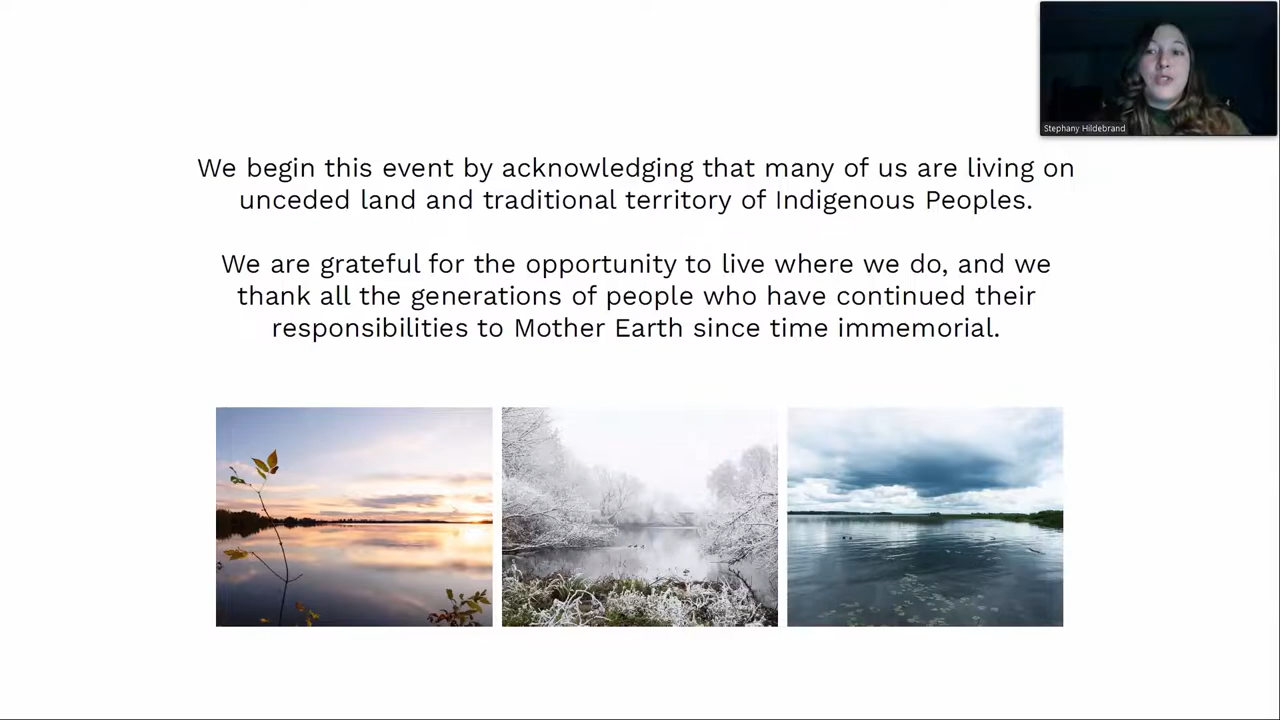 Stephany Hildebrand
We begin this event by acknowledging that many of us are living on
unceded land and traditional territory of Indigenous Peoples.
We are grateful for the opportunity to live where we do, and we
thank all the generations of people who have continued their
responsibilities to Mother Earth since time immemorial.